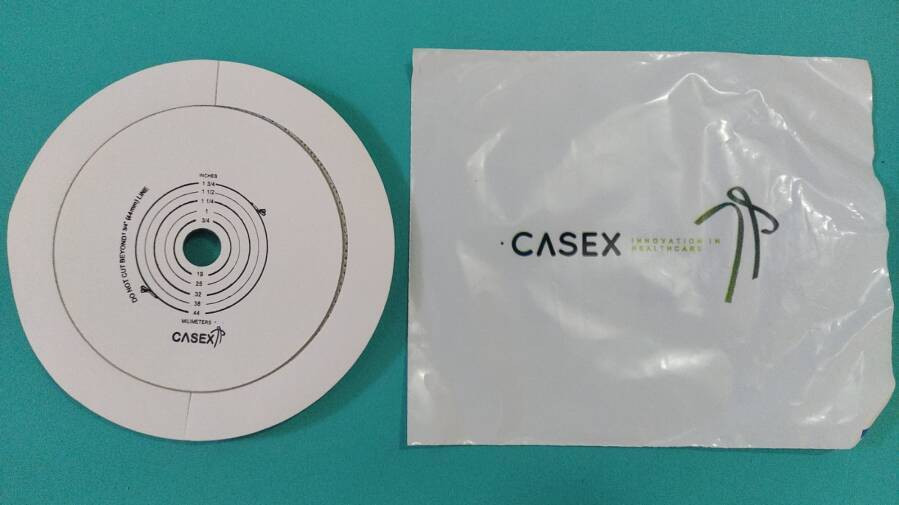 INCHES
1 3/4
1 1/2
1 1/4
1
3/4
DO NOT CUT BEYOND 1 3/4" (44mm) LINE
19
25
32
38
44
MILIMETERS
CASEX
CASEX
INNOVATION IN
HEALTHCARE